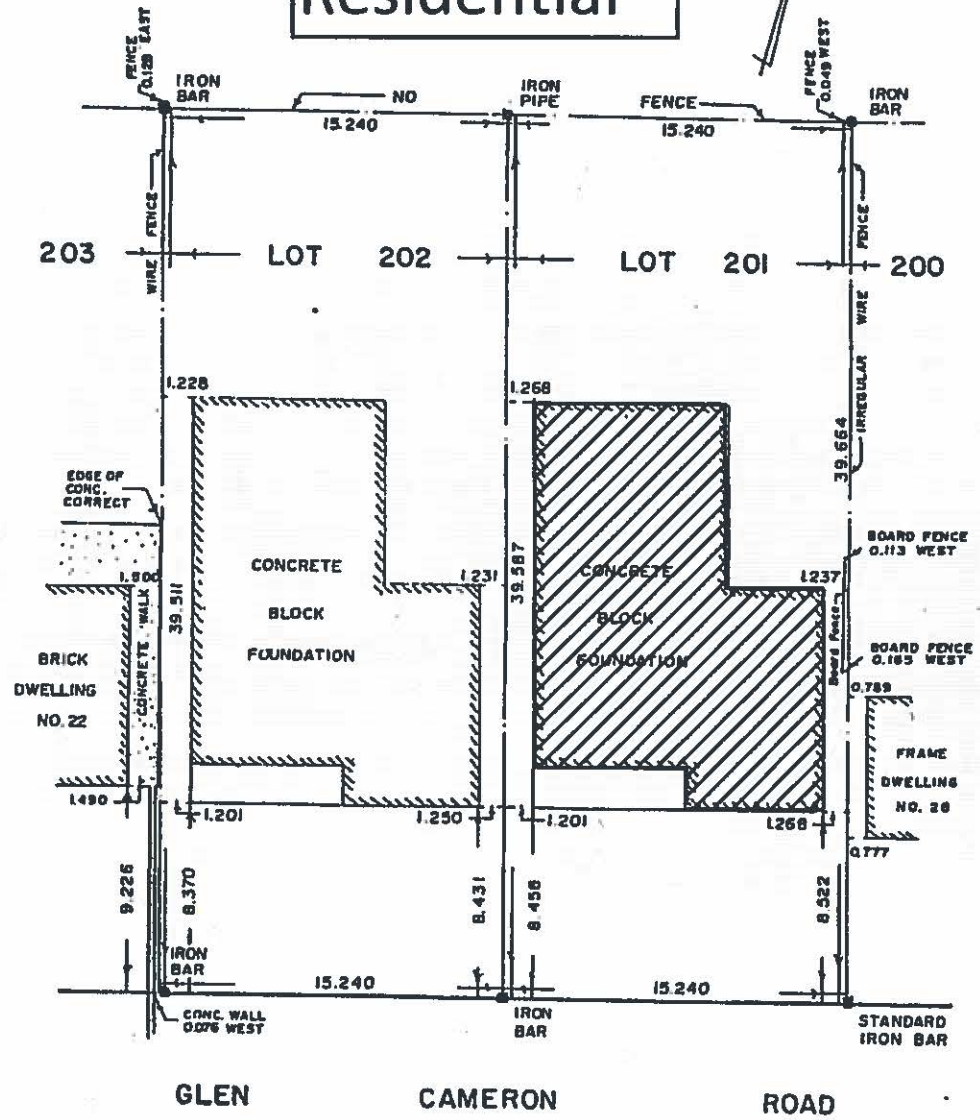 Residential
FENCE
0.128 EAST
IRON
BAR
NO
15.240
IRON
PIPE
FENCE
15.240
FENCE
0.049 WEST
IRON
BAR
WIRE FENCE
203
LOT 202
LOT 201
200
IRREGULAR WIRE FENCE
1.228
1.268
39.664
EDGE OF
CONC.
CORRECT
BOARD FENCE
0.113 WEST
CONCRETE
BLOCK
FOUNDATION
1.231
39.587
CONCRETE
BLOCK
FOUNDATION
1.237
1.500
39.511
CONCRETE WALK
BRICK
DWELLING
NO. 22
Board Fence
BOARD FENCE
0.165 WEST
0.789
FRAME
DWELLING
NO. 28
1.490
1.201
1.250
1.201
1.268
0.777
9.226
8.370
8.431
8.458
8.522
IRON
BAR
15.240
15.240
CONC. WALL
0.076 WEST
IRON
BAR
STANDARD
IRON BAR
GLEN CAMERON ROAD